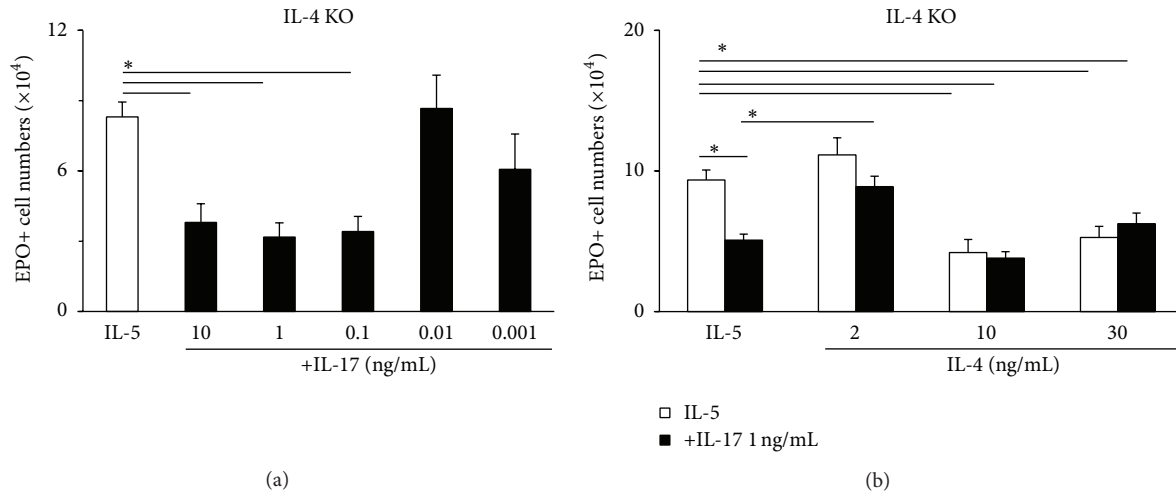 IL-4 KO
EPO+ cell numbers (×10⁴)
12
6
0
*
IL-5 10 1 0.1 0.01 0.001
+IL-17 (ng/mL)
(a)
IL-4 KO
EPO+ cell numbers (×10⁴)
20
10
0
*
*
*
IL-5 2 10 30
IL-4 (ng/mL)
IL-5
+IL-17 1 ng/mL
(b)